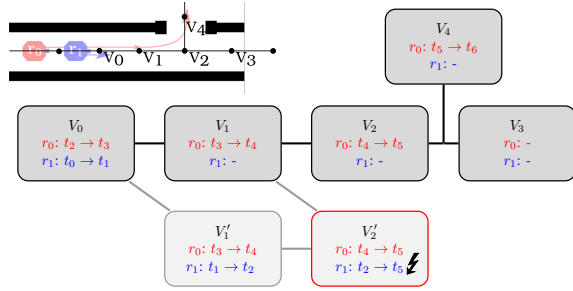 r₀ r₁ V₀ V₁ V₂ V₃
V₄
V₄
r₀: t₅ → t₆
r₁: -
V₀
r₀: t₂ → t₃
r₁: t₀ → t₁
V₁
r₀: t₃ → t₄
r₁: -
V₂
r₀: t₄ → t₅
r₁: -
V₃
r₀: -
r₁: -
V₁′
r₀: t₃ → t₄
r₁: t₁ → t₂
V₂′
r₀: t₄ → t₅
r₁: t₂ → t₅